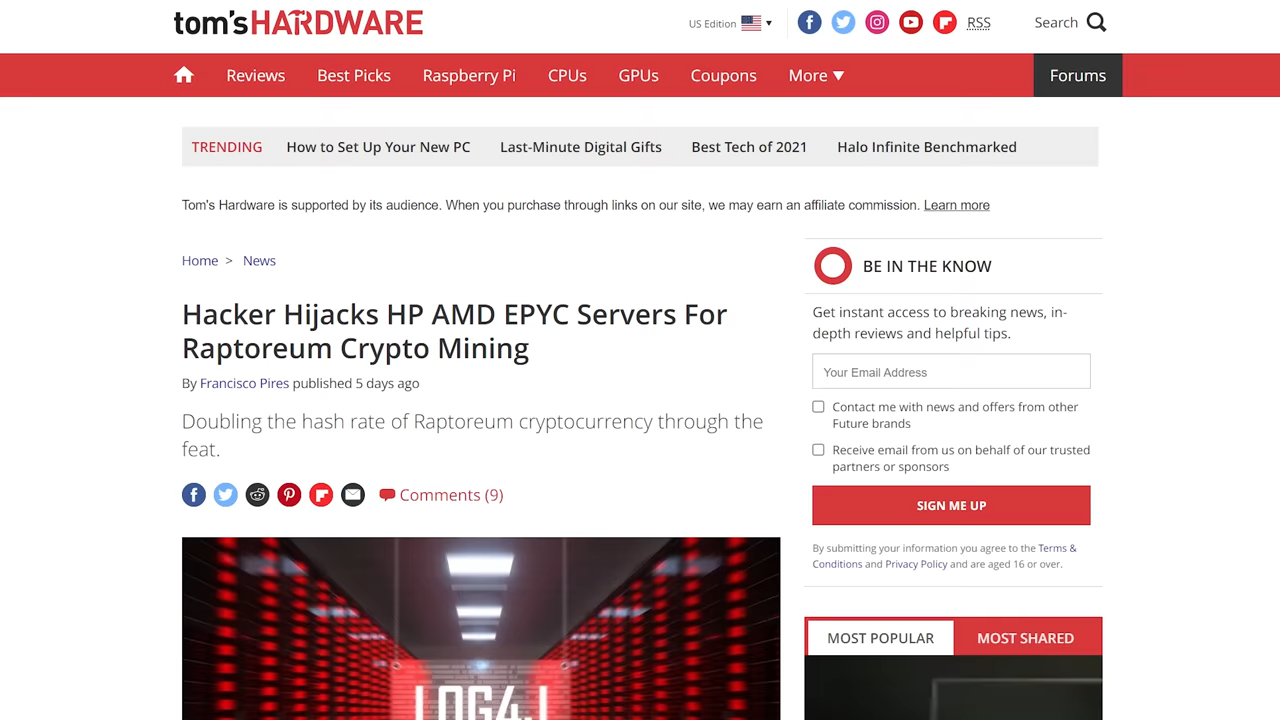 tom'sHARDWARE
US Edition
RSS
Search
Reviews
Best Picks
Raspberry Pi
CPUs
GPUs
Coupons
More
Forums
TRENDING
How to Set Up Your New PC
Last-Minute Digital Gifts
Best Tech of 2021
Halo Infinite Benchmarked
Tom's Hardware is supported by its audience. When you purchase through links on our site, we may earn an affiliate commission. Learn more
Home > News
Hacker Hijacks HP AMD EPYC Servers For
Raptoreum Crypto Mining
By Francisco Pires published 5 days ago
Doubling the hash rate of Raptoreum cryptocurrency through the
feat.
Comments (9)
LOG4J
BE IN THE KNOW
Get instant access to breaking news, in-
depth reviews and helpful tips.
Your Email Address
Contact me with news and offers from other
Future brands
Receive email from us on behalf of our trusted
partners or sponsors
SIGN ME UP
By submitting your information you agree to the Terms &
Conditions and Privacy Policy and are aged 16 or over.
MOST POPULAR
MOST SHARED